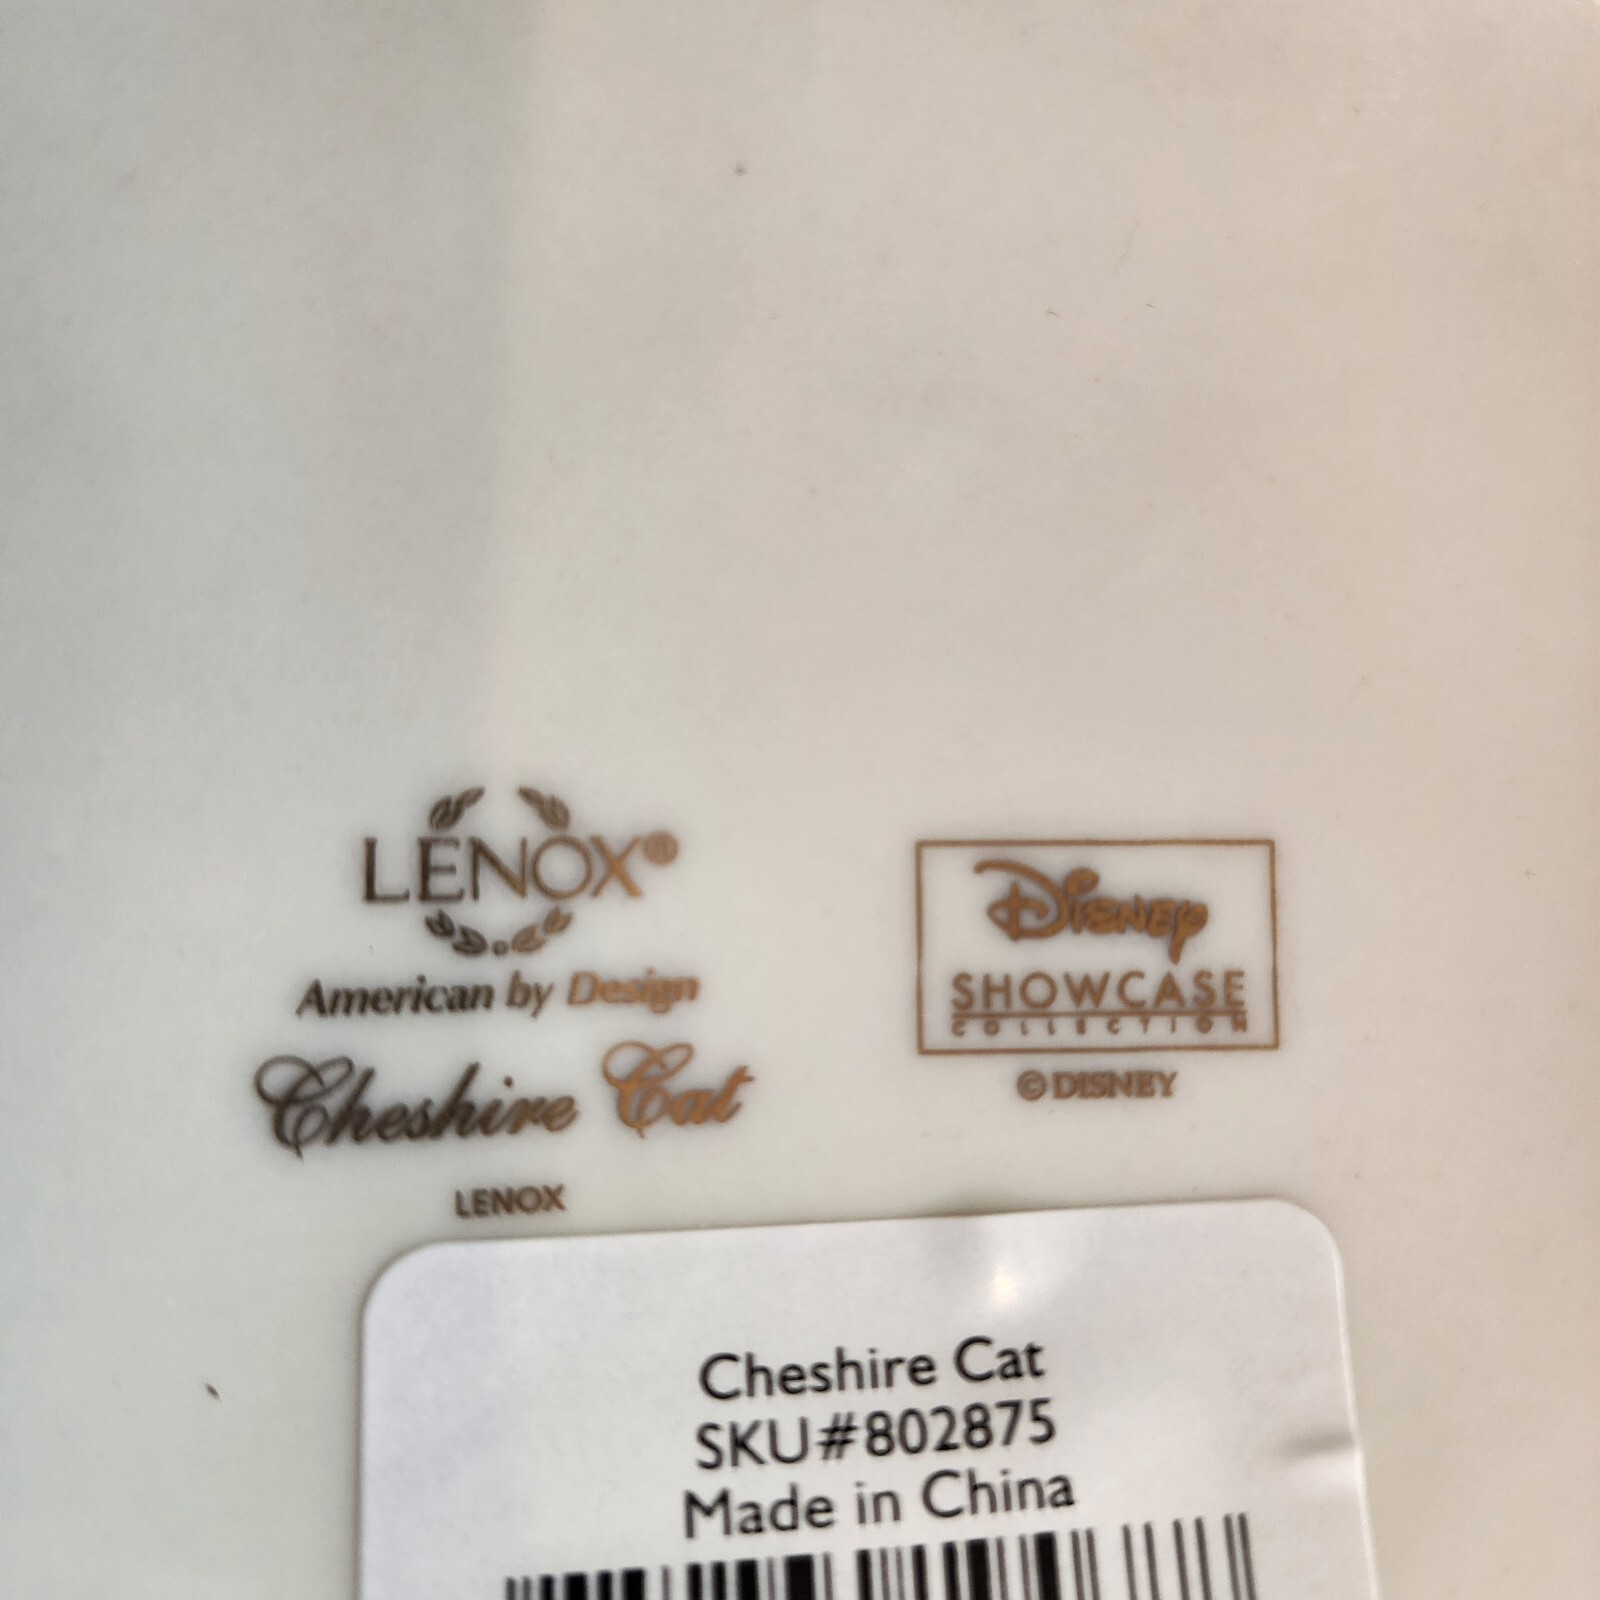 LENOX®
American by Design
Cheshire Cat
LENOX
Disney
SHOWCASE
COLLECTION
© DISNEY
Cheshire Cat
SKU#802875
Made in China